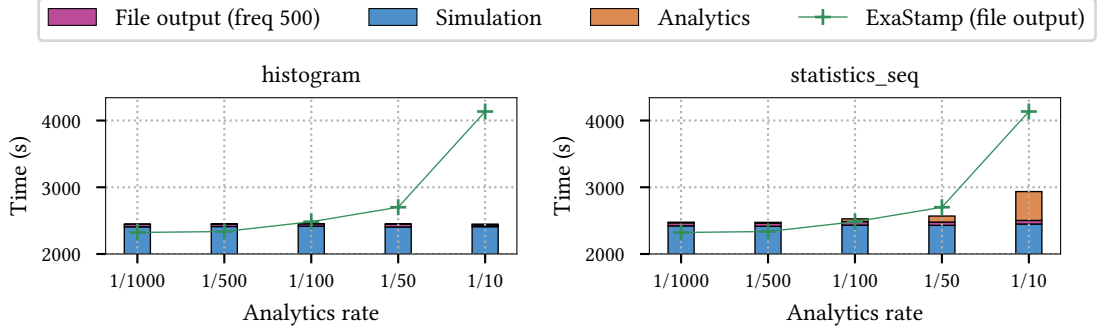 File output (freq 500) Simulation Analytics ExaStamp (file output)
histogram
Time (s)
4000
3000
2000
1/1000 1/500 1/100 1/50 1/10
Analytics rate
statistics_seq
Time (s)
4000
3000
2000
1/1000 1/500 1/100 1/50 1/10
Analytics rate